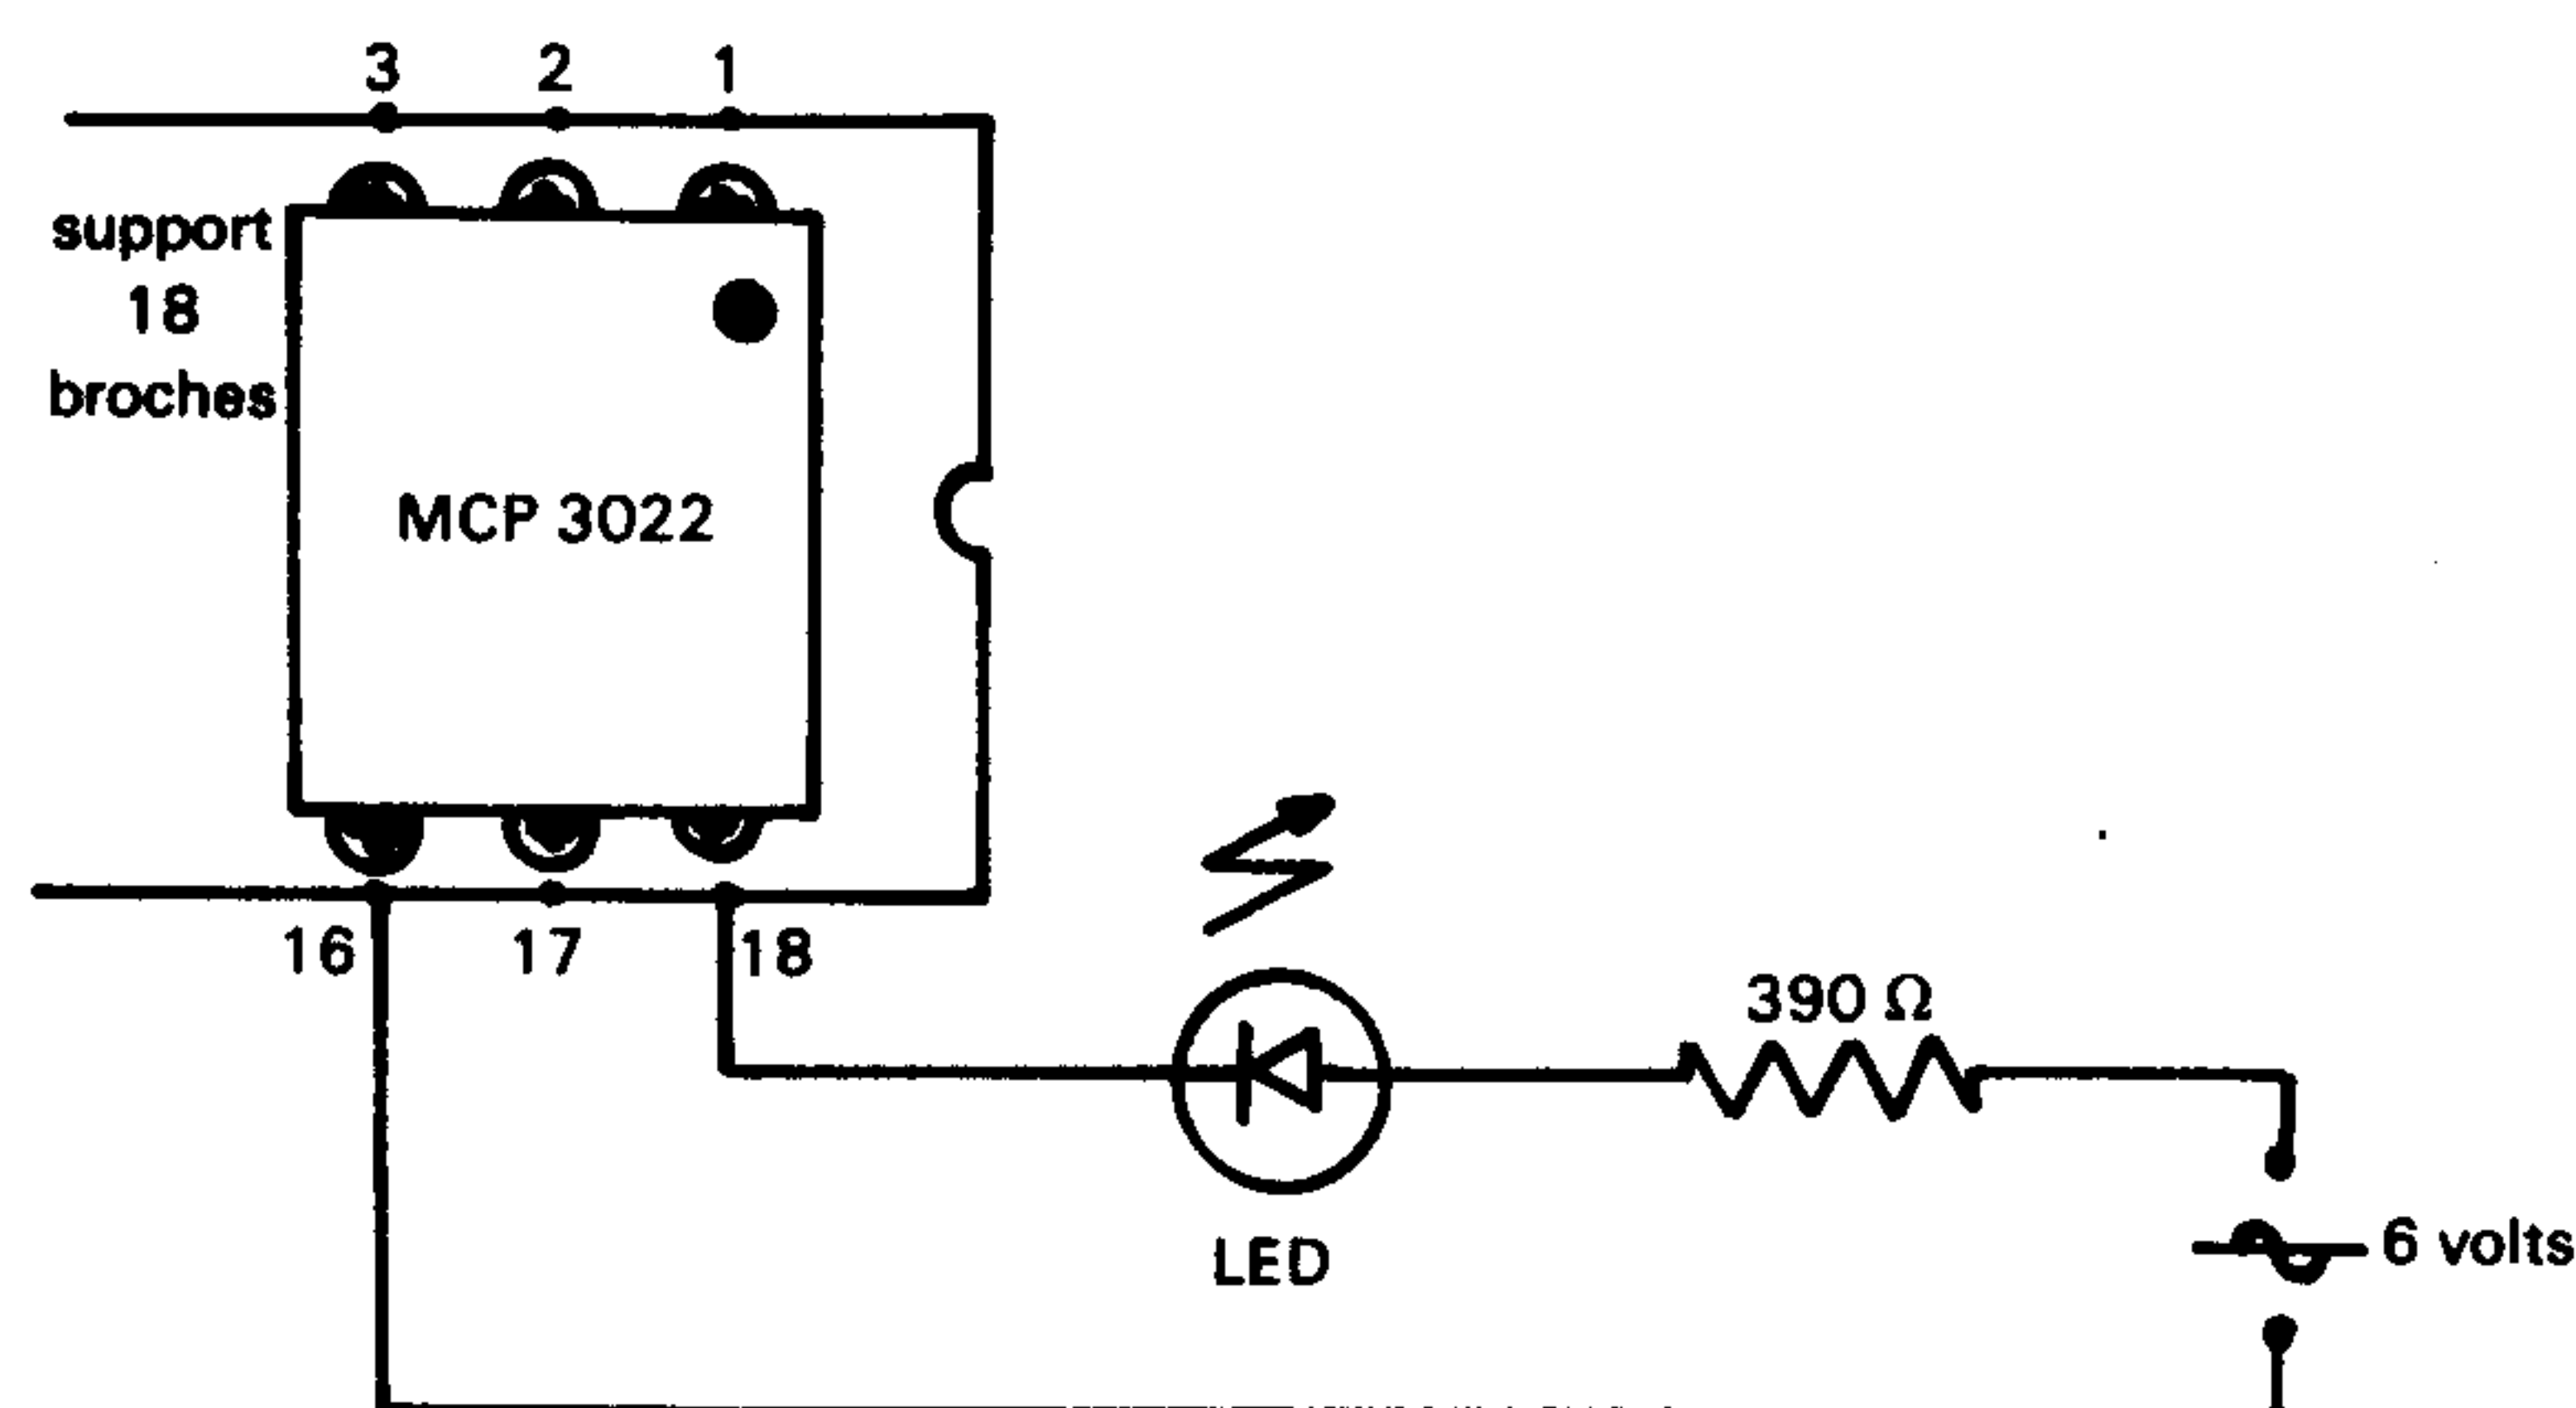 3 2 1
support
18
broches
MCP 3022
16 17 18
390 Ω
LED
6 volts